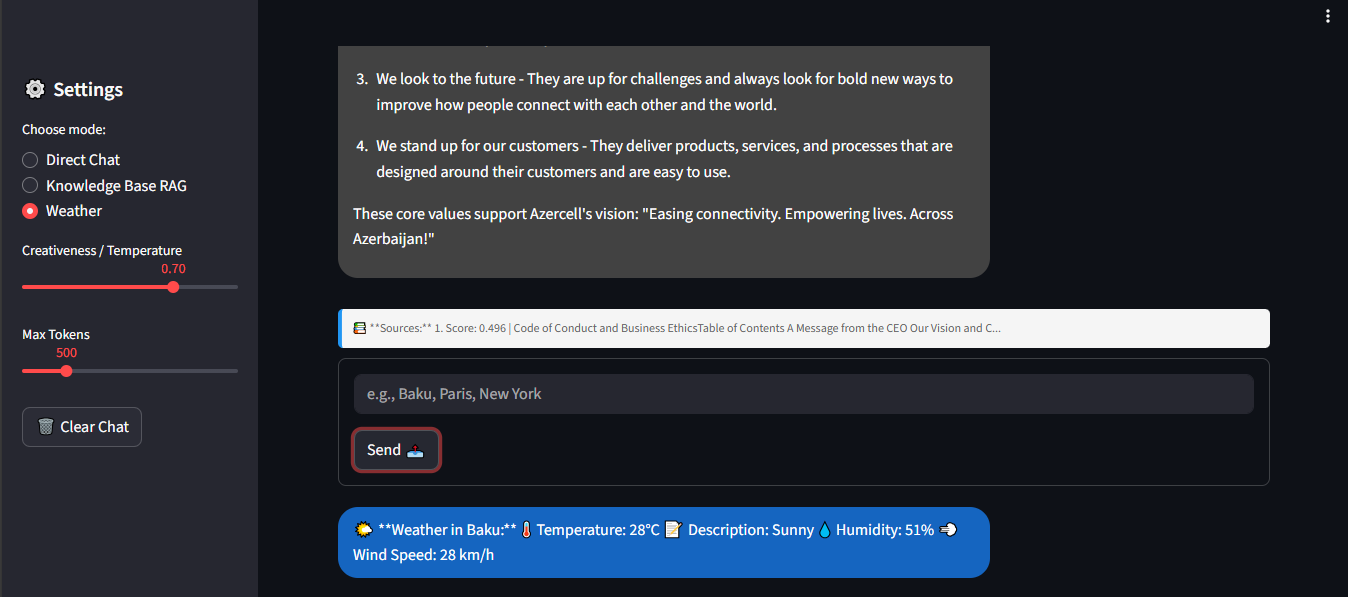 ⚙️ Settings
Choose mode:
Direct Chat
Knowledge Base RAG
Weather
Creativeness / Temperature
0.70
Max Tokens
500
🗑️ Clear Chat
3. We look to the future - They are up for challenges and always look for bold new ways to
improve how people connect with each other and the world.
4. We stand up for our customers - They deliver products, services, and processes that are
designed around their customers and are easy to use.
These core values support Azercell's vision: "Easing connectivity. Empowering lives. Across
Azerbaijan!"
📚 **Sources:** 1. Score: 0.496 | Code of Conduct and Business EthicsTable of Contents A Message from the CEO Our Vision and C...
e.g., Baku, Paris, New York
Send 📤
🌤️ **Weather in Baku:** 🌡️ Temperature: 28°C 📝 Description: Sunny 💧 Humidity: 51% 💨
Wind Speed: 28 km/h